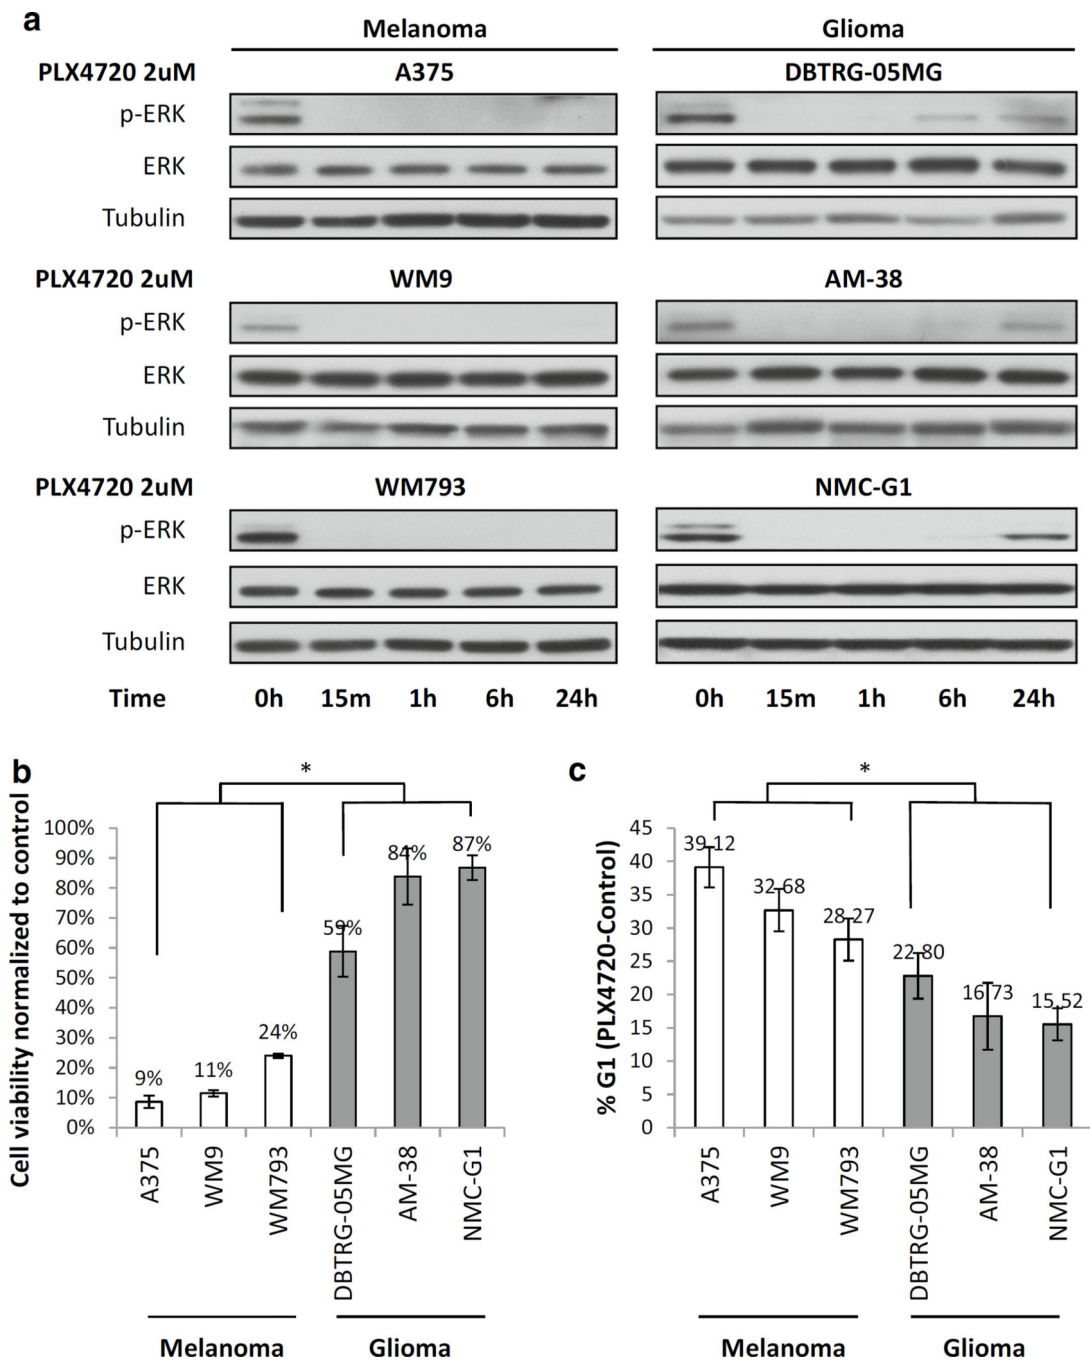 a
Melanoma Glioma
PLX4720 2uM A375 DBTRG-05MG
p-ERK
ERK
Tubulin
PLX4720 2uM WM9 AM-38
p-ERK
ERK
Tubulin
PLX4720 2uM WM793 NMC-G1
p-ERK
ERK
Tubulin
Time 0h 15m 1h 6h 24h 0h 15m 1h 6h 24h
b
*
Cell viability normalized to control
100%
90%
80%
70%
60%
50%
40%
30%
20%
10%
0%
9%
11%
24%
59%
84%
87%
A375
WM9
WM793
DBTRG-05MG
AM-38
NMC-G1
Melanoma Glioma
c
*
% G1 (PLX4720-Control)
45
40
35
30
25
20
15
10
5
0
39.12
32.68
28.27
22.80
16.73
15.52
A375
WM9
WM793
DBTRG-05MG
AM-38
NMC-G1
Melanoma Glioma